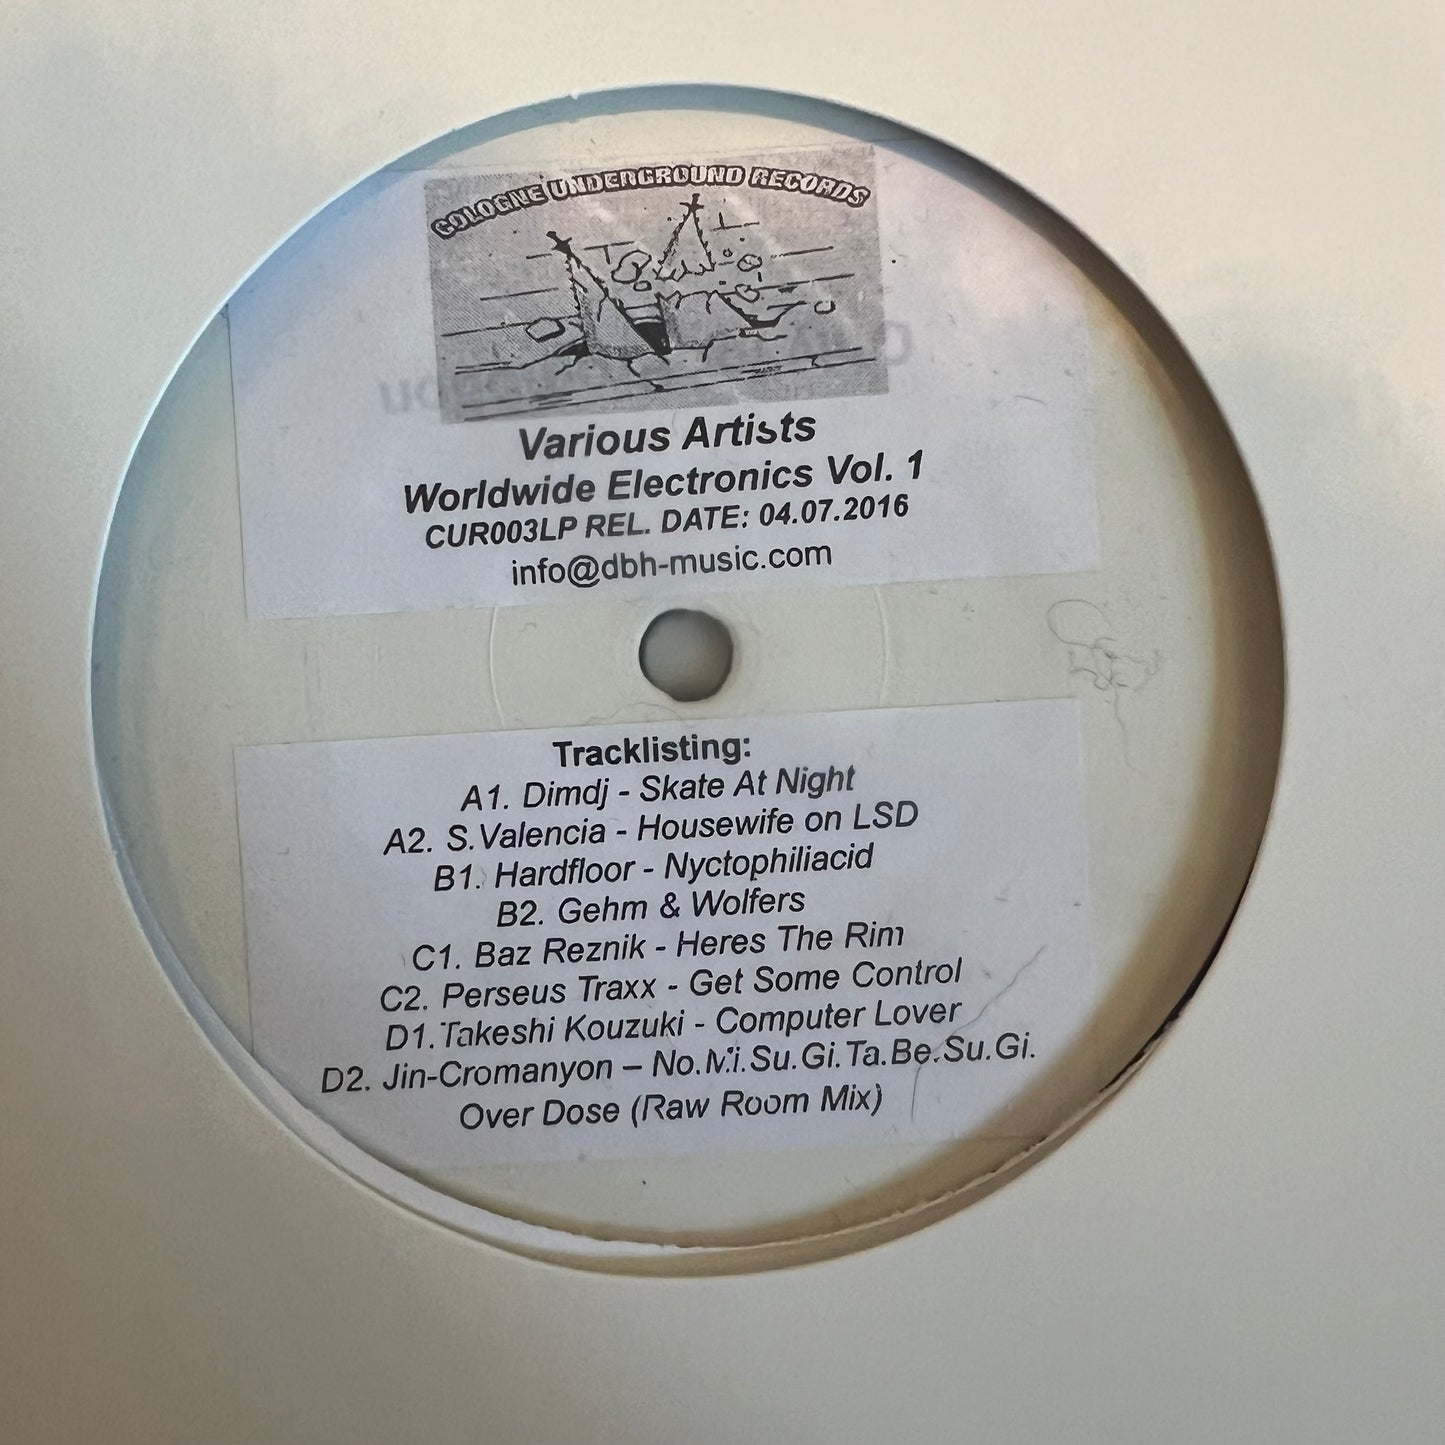 COLOGNE UNDERGROUND RECORDS
Various Artists
Worldwide Electronics Vol. 1
CUR003LP REL. DATE: 04.07.2016
info@dbh-music.com
Tracklisting:
A1. Dimdj - Skate At Night
A2. S.Valencia - Housewife on LSD
B1. Hardfloor - Nyctophiliacid
B2. Gehm & Wolfers
C1. Baz Reznik - Heres The Rim
C2. Perseus Traxx - Get Some Control
D1.Takeshi Kouzuki - Computer Lover
D2. Jin-Cromanyon – No.Mi.Su.Gi.Ta.Be.Su.Gi.
Over Dose (Raw Room Mix)